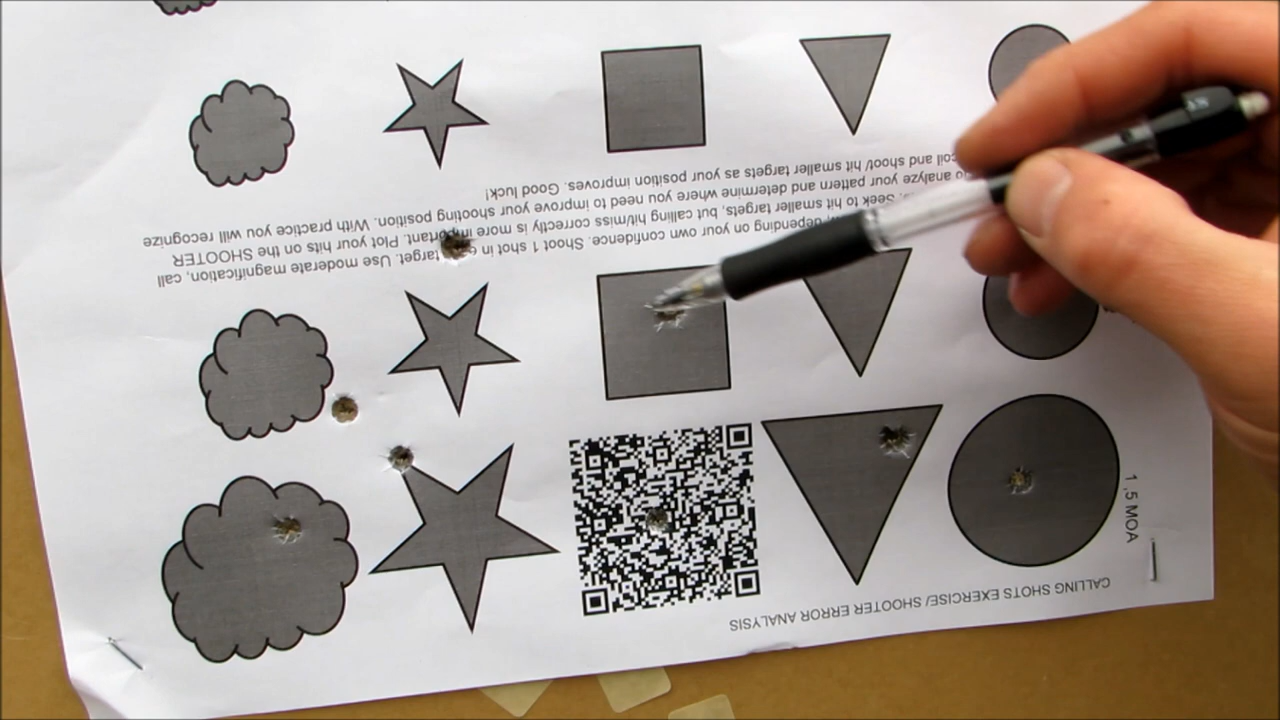 CALLING SHOTS EXERCISE/ SHOOTER ERROR ANALYSIS
1 ,5 MOA
depending on your own confidence. Shoot 1 shot in target. Use moderate magnification, call
Seek to hit smaller targets, but calling hit/miss correctly is more important. Plot your hits on the SHOOTER
analyze your pattern and determine where you need to improve your shooting position. With practice you will recognize
and shoot/ hit smaller targets as your position improves. Good luck!